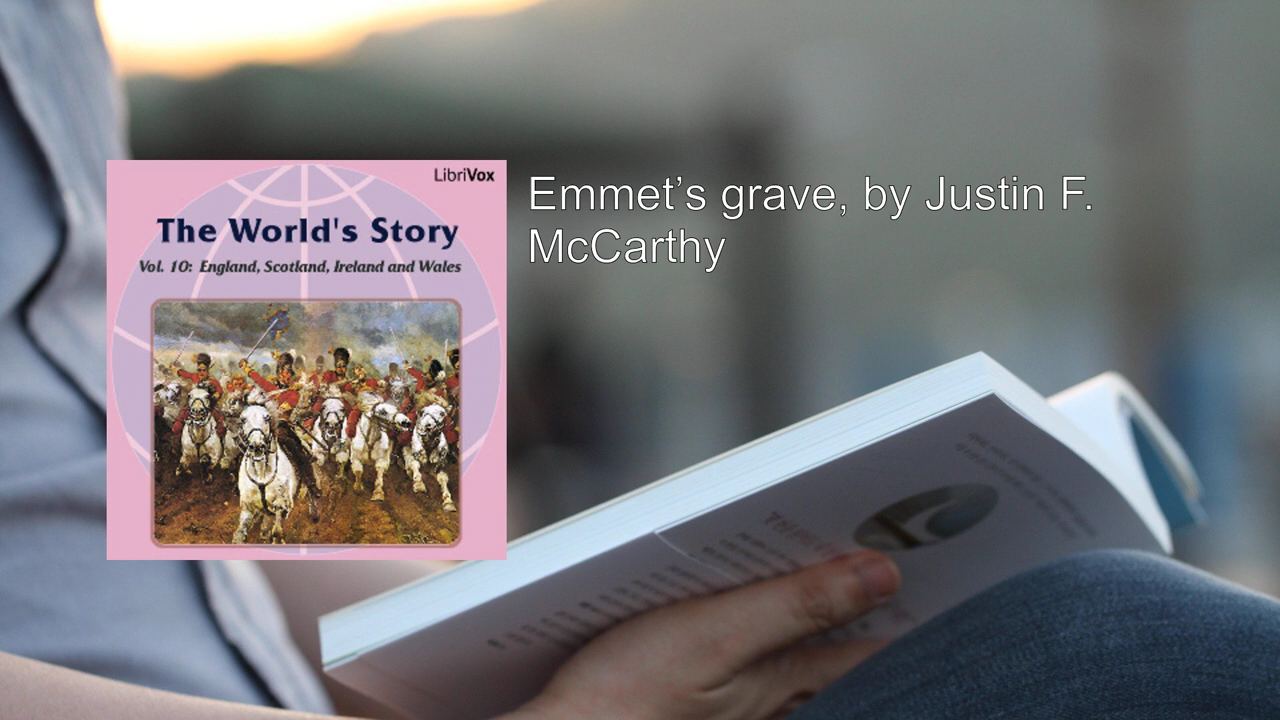 LibriVox
The World's Story
Vol. 10: England, Scotland, Ireland and Wales
Emmet’s grave, by Justin F.
McCarthy